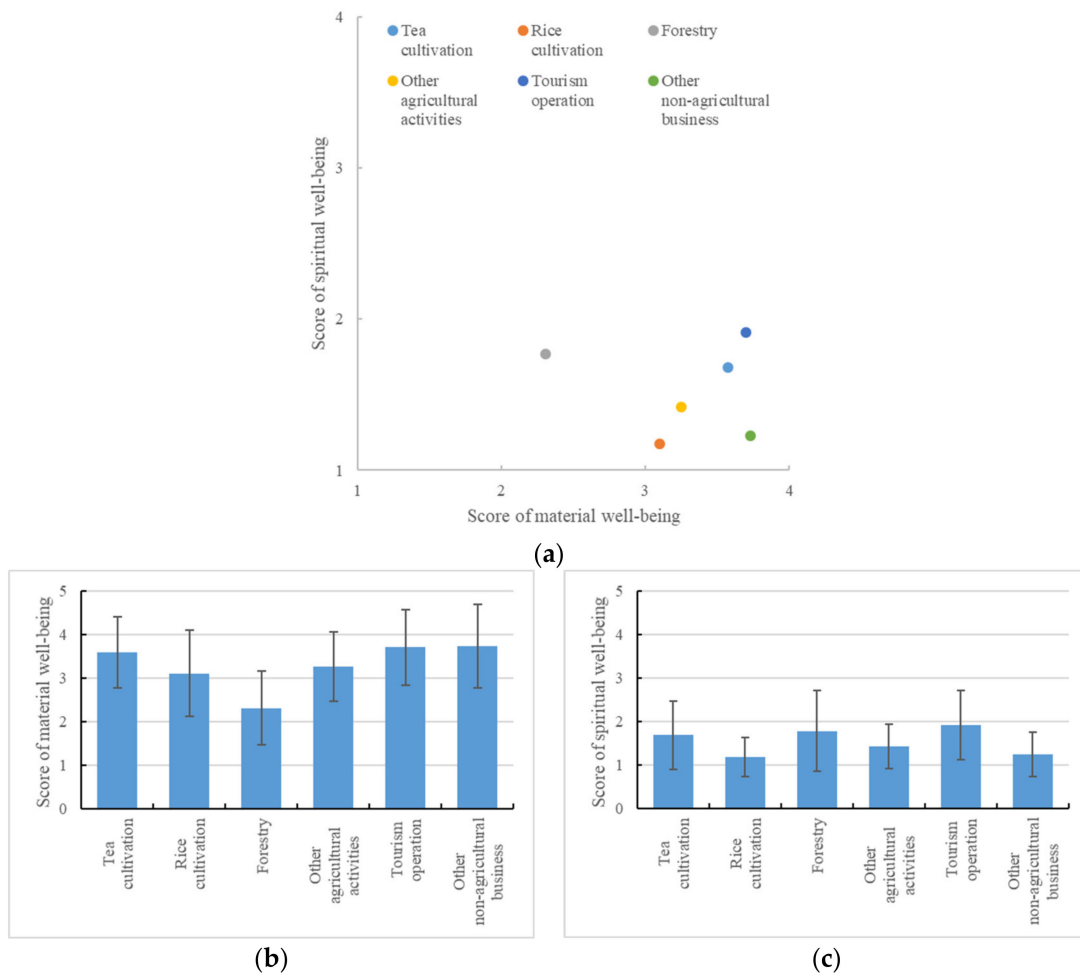 4
3
2
1
Score of spiritual well-being
Tea
cultivation
Rice
cultivation
Forestry
Other
agricultural
activities
Tourism
operation
Other
non-agricultural
business
1 2 3 4
Score of material well-being
(a)
5
4
3
2
1
0
Score of material well-being
Tea
cultivation
Rice
cultivation
Forestry
Other
agricultural
activities
Tourism
operation
Other
non-agricultural
business
(b)
5
4
3
2
1
0
Score of spiritual well-being
Tea
cultivation
Rice
cultivation
Forestry
Other
agricultural
activities
Tourism
operation
Other
non-agricultural
business
(c)